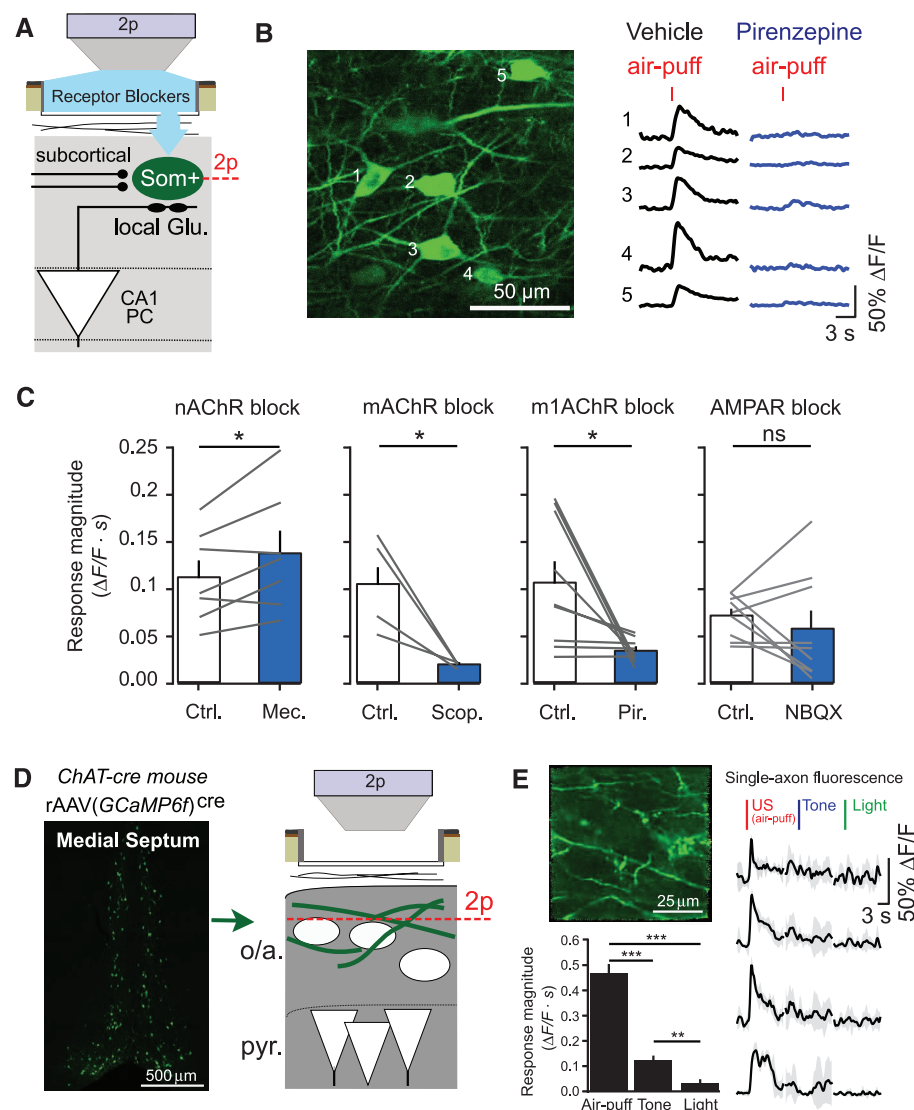 A
2p
Receptor Blockers
subcortical
Som+
2p
local Glu.
CA1
PC
B
1
2
3
4
5
50 µm
Vehicle
Pirenzepine
air-puff
air-puff
1
2
3
4
5
3 s
50% ΔF/F
C
nAChR block
mAChR block
m1AChR block
AMPAR block
*
*
*
ns
Response magnitude
(ΔF/F · s)
0.25
0.2
0.15
0.1
0.05
0.00
Ctrl.
Mec.
Ctrl.
Scop.
Ctrl.
Pir.
Ctrl.
NBQX
D
ChAT-cre mouse
rAAV(GCaMP6f)cre
Medial Septum
500 µm
2p
2p
o/a.
pyr.
E
25 µm
Response magnitude
(ΔF/F · s)
0.6
0.5
0.4
0.3
0.2
0.1
0.0
***
***
**
Air-puff
Tone
Light
Single-axon fluorescence
US
(air-puff)
Tone
Light
3 s
50% ΔF/F